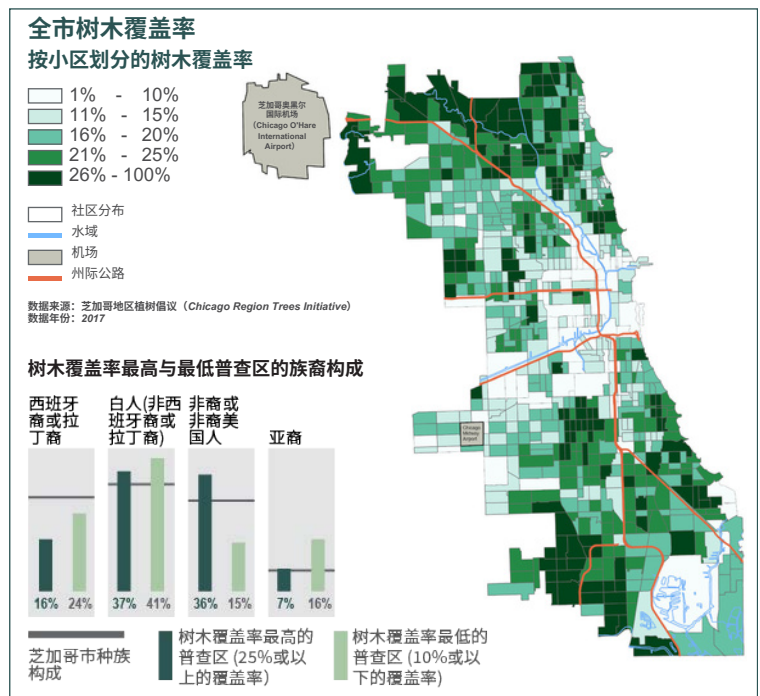 全市树木覆盖率
按小区划分的树木覆盖率
1% - 10%
11% - 15%
16% - 20%
21% - 25%
26% - 100%
社区分布
水域
机场
州际公路
数据来源：芝加哥地区植树倡议（Chicago Region Trees Initiative）
数据年份：2017
芝加哥奥黑尔
国际机场
（Chicago O'Hare
International
Airport）
Chicago
Midway
Airport
树木覆盖率最高与最低普查区的族裔构成
西班牙
裔或拉
丁裔
白人(非西
班牙裔或
拉丁裔)
非裔或
非裔美
国人
亚裔
16% 24%
37% 41%
36% 15%
7% 16%
芝加哥市种族
构成
树木覆盖率最高的
普查区 (25%或以
上的覆盖率）
树木覆盖率最低的
普查区 (10%或以
下的覆盖率)